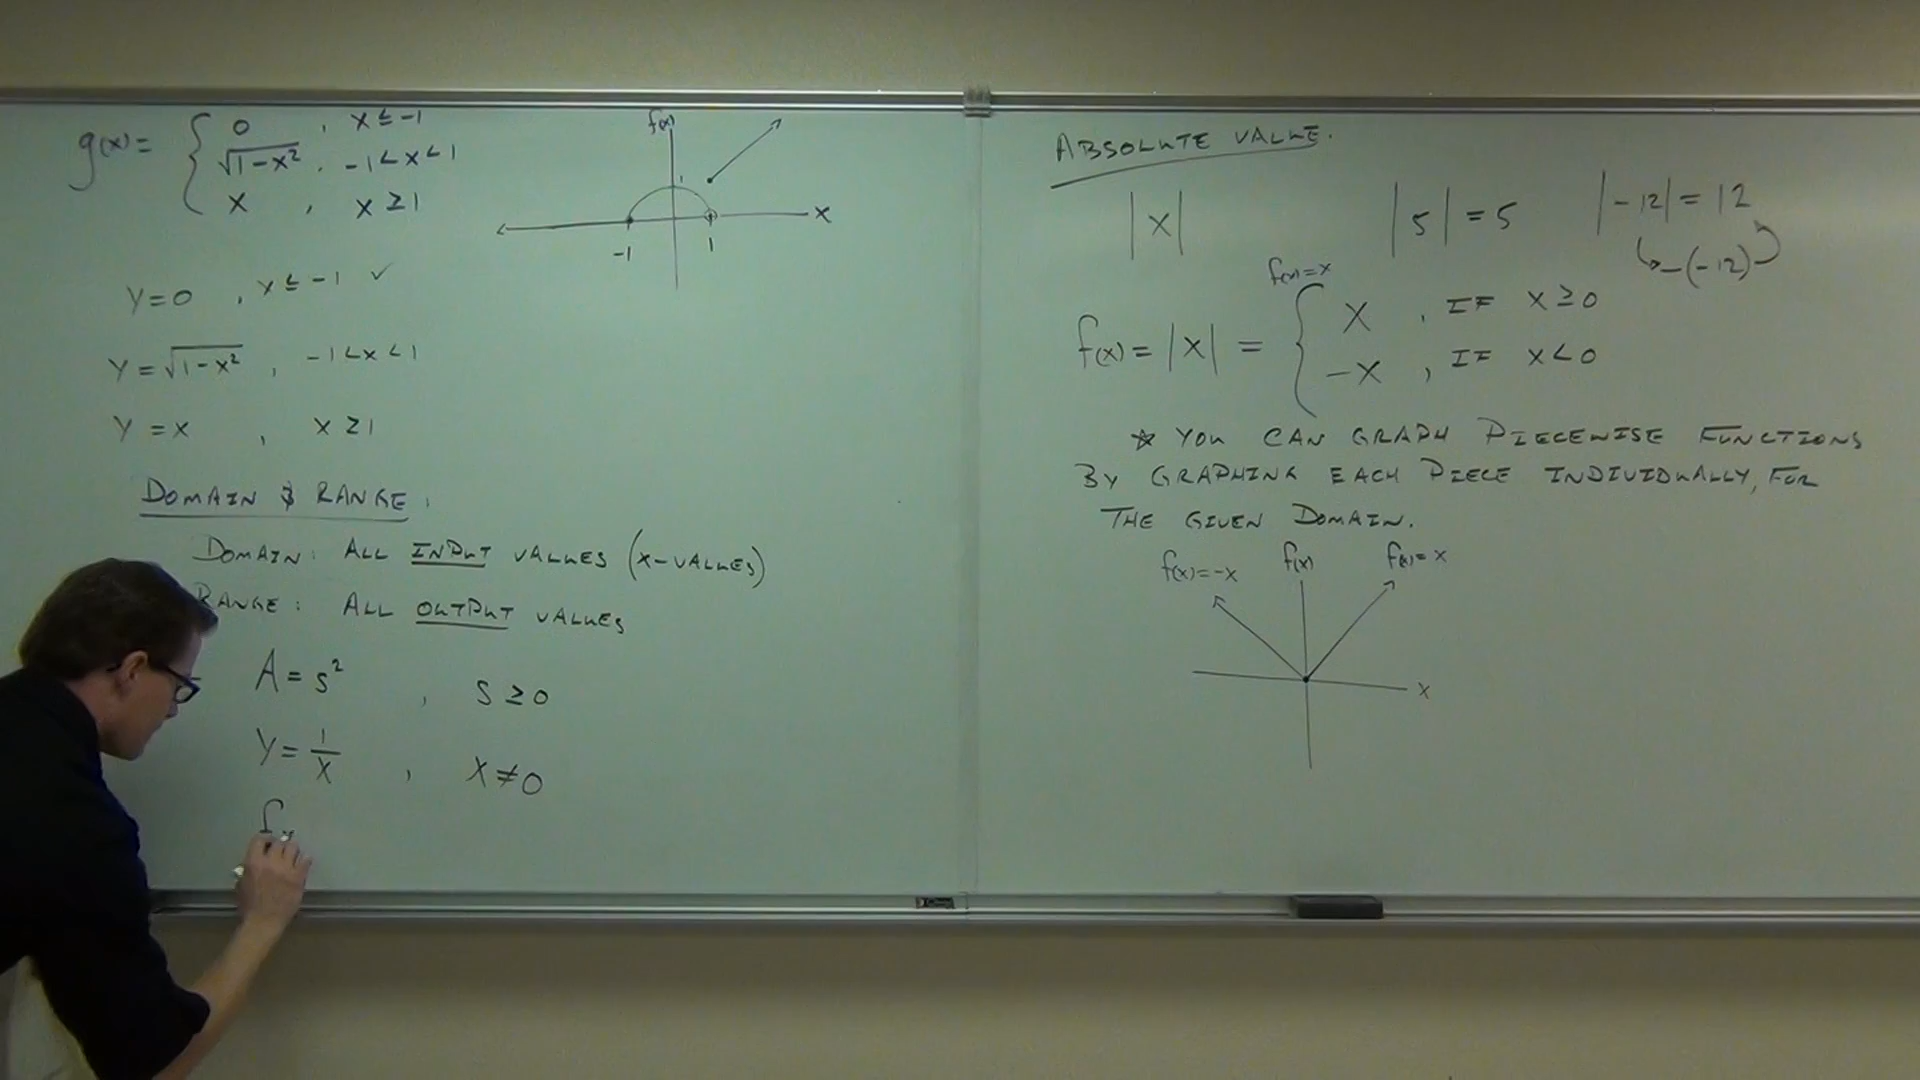 g(x) = { 0 , x ≤ -1
√(1-x²) , -1 < x < 1
x , x ≥ 1
f(x)
1
x
-1
1
y = 0 , x ≤ -1 ✓
y = √(1-x²) , -1 < x < 1
y = x , x ≥ 1
DOMAIN & RANGE:
DOMAIN: ALL INPUT VALUES (X-VALUES)
RANGE: ALL OUTPUT VALUES
A = s² , s ≥ 0
y = 1/x , x ≠ 0
f
ABSOLUTE VALUE.
|x| |5| = 5 |-12| = 12
-(-12)
f(x)=x
f(x) = |x| = { x , IF x ≥ 0
-x , IF x < 0
* YOU CAN GRAPH PIECEWISE FUNCTIONS
BY GRAPHING EACH PIECE INDIVIDUALLY, FOR
THE GIVEN DOMAIN.
f(x)=-x f(x) f(x)=x
x